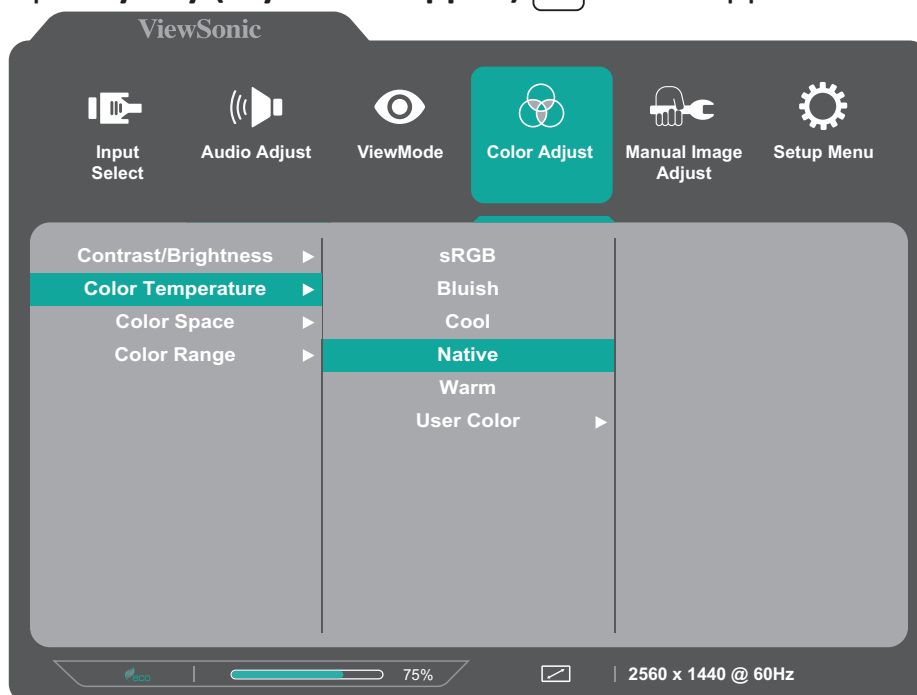 ViewSonic
Input Select
Audio Adjust
ViewMode
Color Adjust
Manual Image Adjust
Setup Menu
Contrast/Brightness ▶
Color Temperature ▶
Color Space ▶
Color Range ▶
sRGB
Bluish
Cool
Native
Warm
User Color ▶
eco
75%
2560 x 1440 @ 60Hz